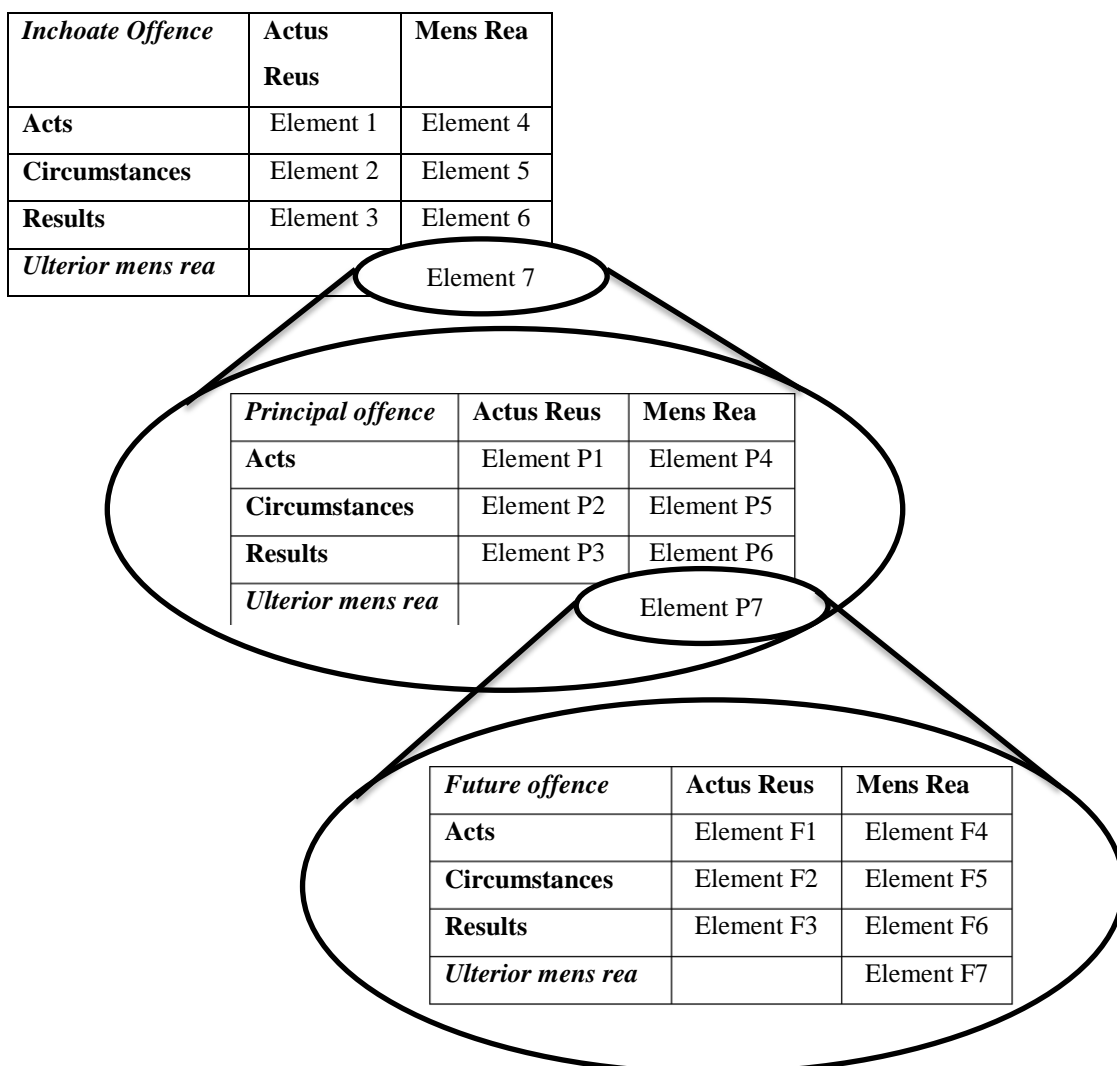 Inchoate Offence Actus Reus Mens Rea
Acts Element 1 Element 4
Circumstances Element 2 Element 5
Results Element 3 Element 6
Ulterior mens rea Element 7
Principal offence Actus Reus Mens Rea
Acts Element P1 Element P4
Circumstances Element P2 Element P5
Results Element P3 Element P6
Ulterior mens rea Element P7
Future offence Actus Reus Mens Rea
Acts Element F1 Element F4
Circumstances Element F2 Element F5
Results Element F3 Element F6
Ulterior mens rea Element F7